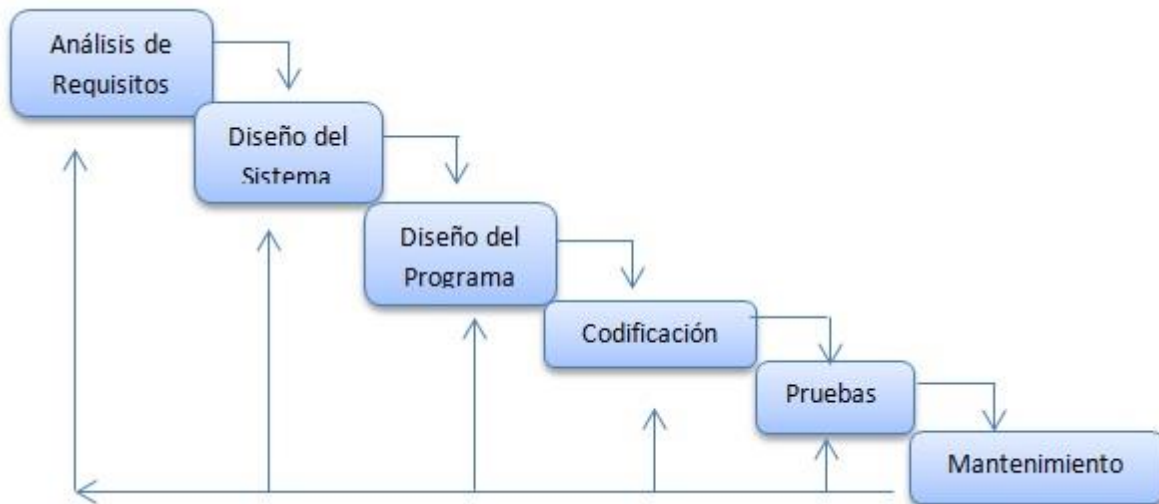 Análisis de
Requisitos
Diseño del
Sistema
Diseño del
Programa
Codificación
Pruebas
Mantenimiento